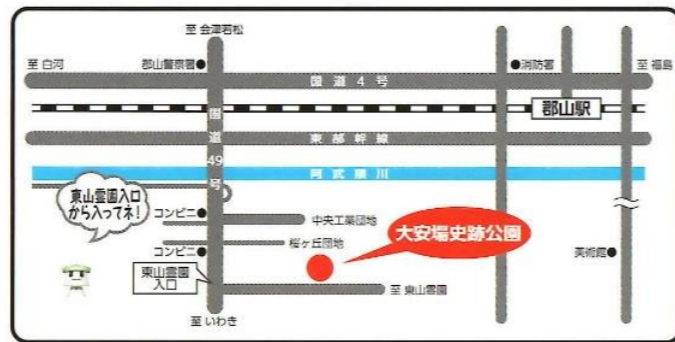 至 会津若松
至 白河
郡山警察署
消防署
至 福島
国道4号
郡山駅
国道49号
東部幹線
阿武隈川
東山霊園入口
から入ってネ!
コンビニ
中央工業団地
大安場史跡公園
桜ヶ丘団地
コンビニ
美術館
東山霊園
入口
至 東山霊園
至 いわき